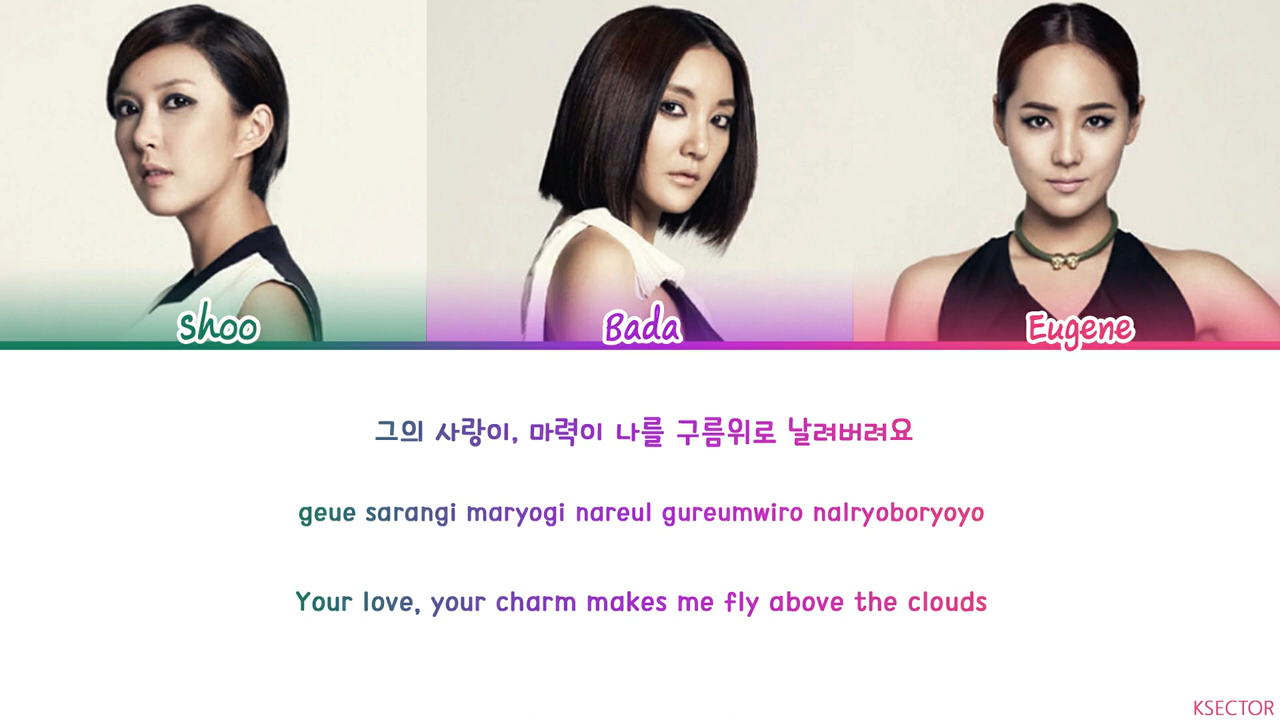 Shoo
Bada
Eugene
그의 사랑이, 마력이 나를 구름위로 날려버려요
geue sarangi maryogi nareul gureumwiro nalryoboryoyo
Your love, your charm makes me fly above the clouds
KSECTOR